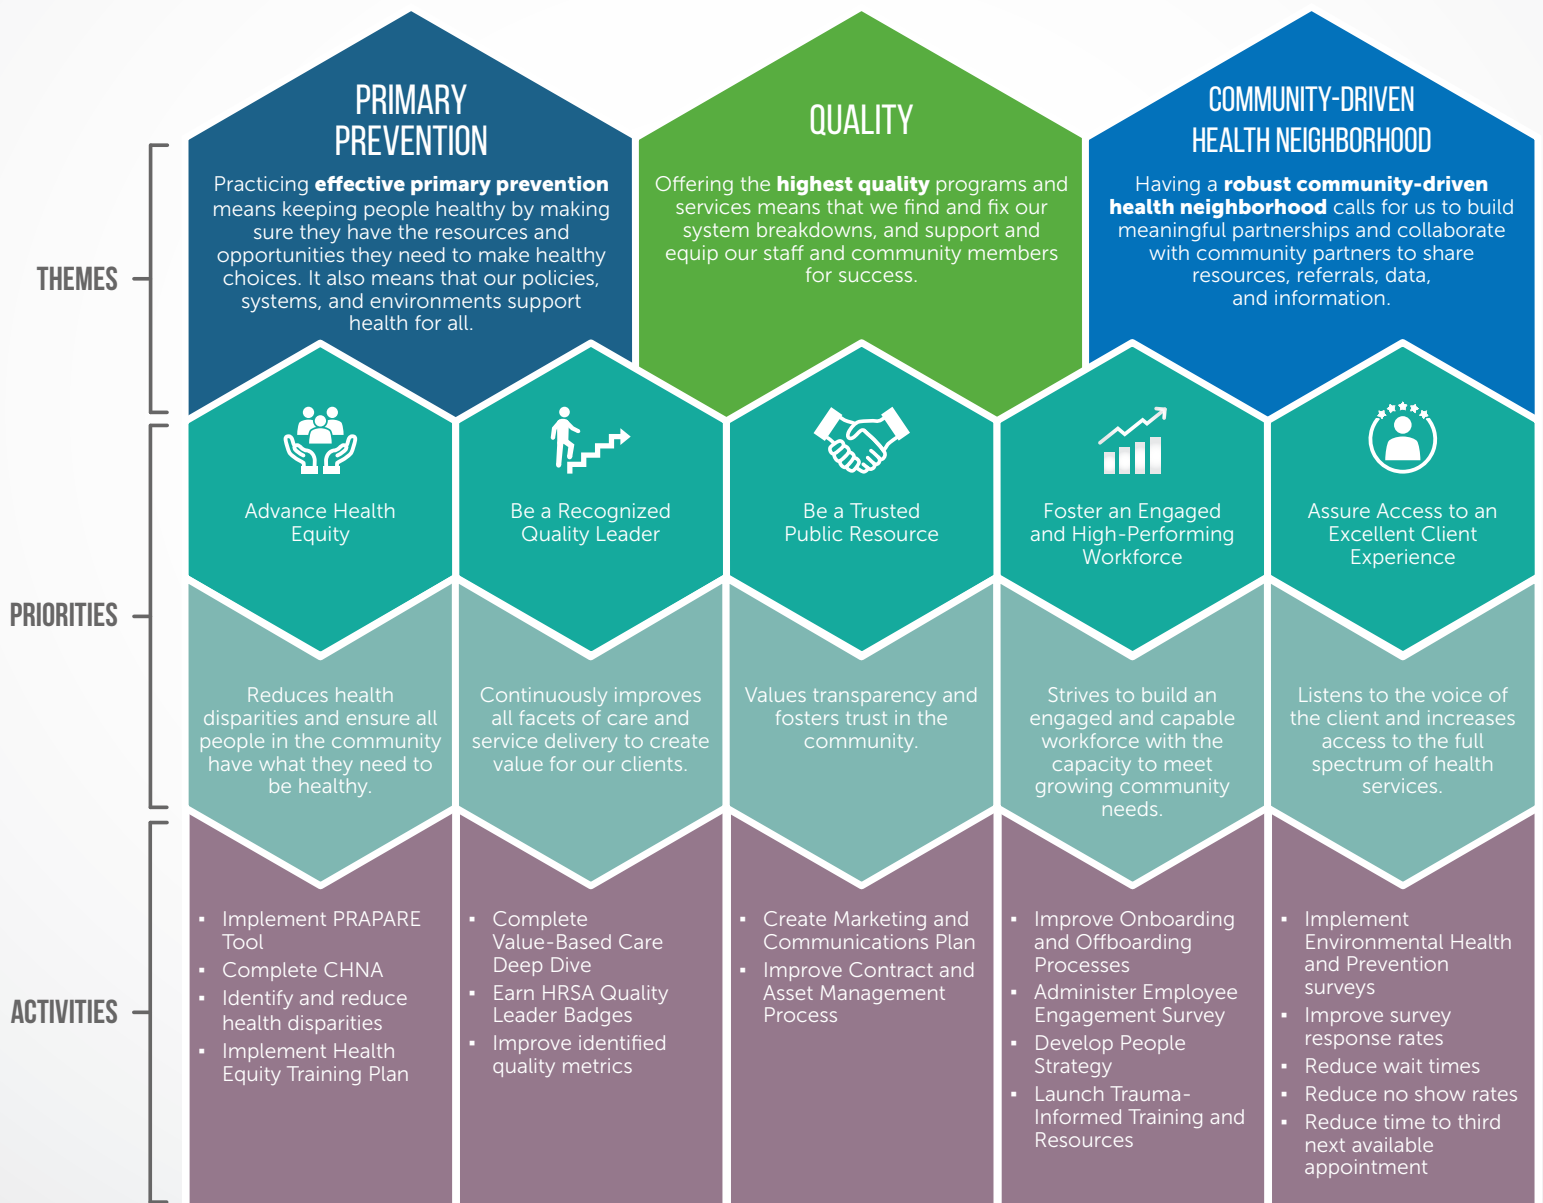 PRIMARY
PREVENTION
Practicing effective primary prevention
means keeping people healthy by making
sure they have the resources and
opportunities they need to make healthy
choices. It also means that our policies,
systems, and environments support
health for all.
QUALITY
Offering the highest quality programs and
services means that we find and fix our
system breakdowns, and support and
equip our staff and community members
for success.
COMMUNITY-DRIVEN
HEALTH NEIGHBORHOOD
Having a robust community-driven
health neighborhood calls for us to build
meaningful partnerships and collaborate
with community partners to share
resources, referrals, data,
and information.
THEMES
PRIORITIES
Advance Health
Equity
Be a Recognized
Quality Leader
Be a Trusted
Public Resource
Foster an Engaged
and High-Performing
Workforce
Assure Access to an
Excellent Client
Experience
Reduces health
disparities and ensure all
people in the community
have what they need to
be healthy.
Continuously improves
all facets of care and
service delivery to create
value for our clients.
Values transparency and
fosters trust in the
community.
Strives to build an
engaged and capable
workforce with the
capacity to meet
growing community
needs.
Listens to the voice of
the client and increases
access to the full
spectrum of health
services.
ACTIVITIES
▪ Implement PRAPARE
Tool
▪ Complete CHNA
▪ Identify and reduce
health disparities
▪ Implement Health
Equity Training Plan
▪ Complete
Value-Based Care
Deep Dive
▪ Earn HRSA Quality
Leader Badges
▪ Improve identified
quality metrics
▪ Create Marketing and
Communications Plan
▪ Improve Contract and
Asset Management
Process
▪ Improve Onboarding
and Offboarding
Processes
▪ Administer Employee
Engagement Survey
▪ Develop People
Strategy
▪ Launch Trauma-
Informed Training and
Resources
▪ Implement
Environmental Health
and Prevention
surveys
▪ Improve survey
response rates
▪ Reduce wait times
▪ Reduce no show rates
▪ Reduce time to third
next available
appointment